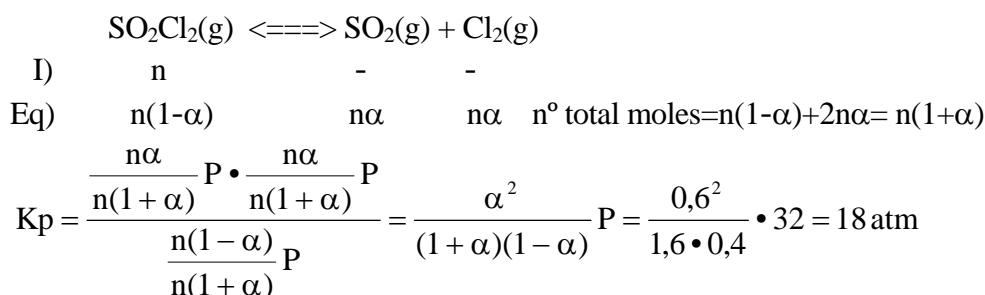 SO₂Cl₂(g) <===> SO₂(g) + Cl₂(g)
I) n - -
Eq) n(1-α) nα nα nº total moles=n(1-α)+2nα= n(1+α)
Kp = ((nα/n(1+α)) P • (nα/n(1+α)) P)/((n(1-α)/n(1+α)) P) = (α²/(1+α)(1-α)) P = (0,6²/1,6•0,4) • 32 = 18 atm